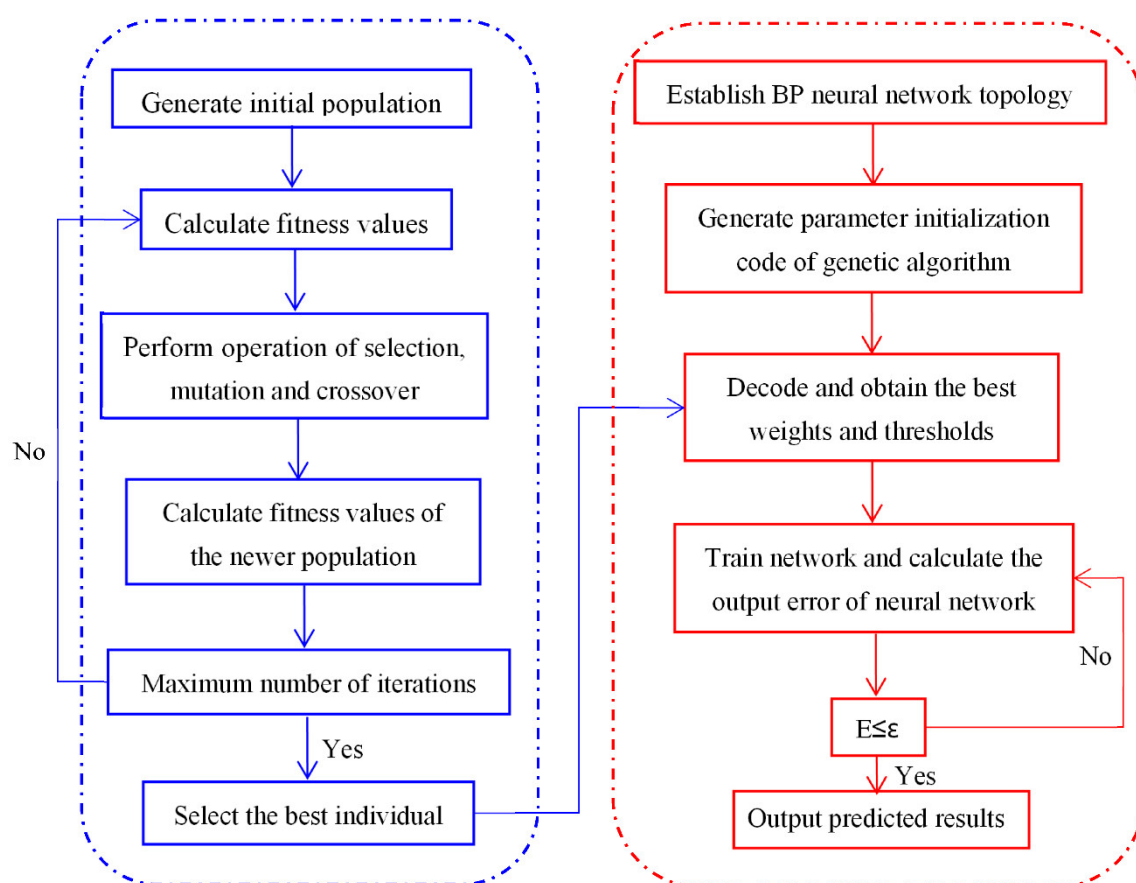 Generate initial population
Calculate fitness values
Perform operation of selection,
mutation and crossover
Calculate fitness values of
the newer population
No
Maximum number of iterations
Yes
Select the best individual
Establish BP neural network topology
Generate parameter initialization
code of genetic algorithm
Decode and obtain the best
weights and thresholds
Train network and calculate the
output error of neural network
No
E≤ε
Yes
Output predicted results